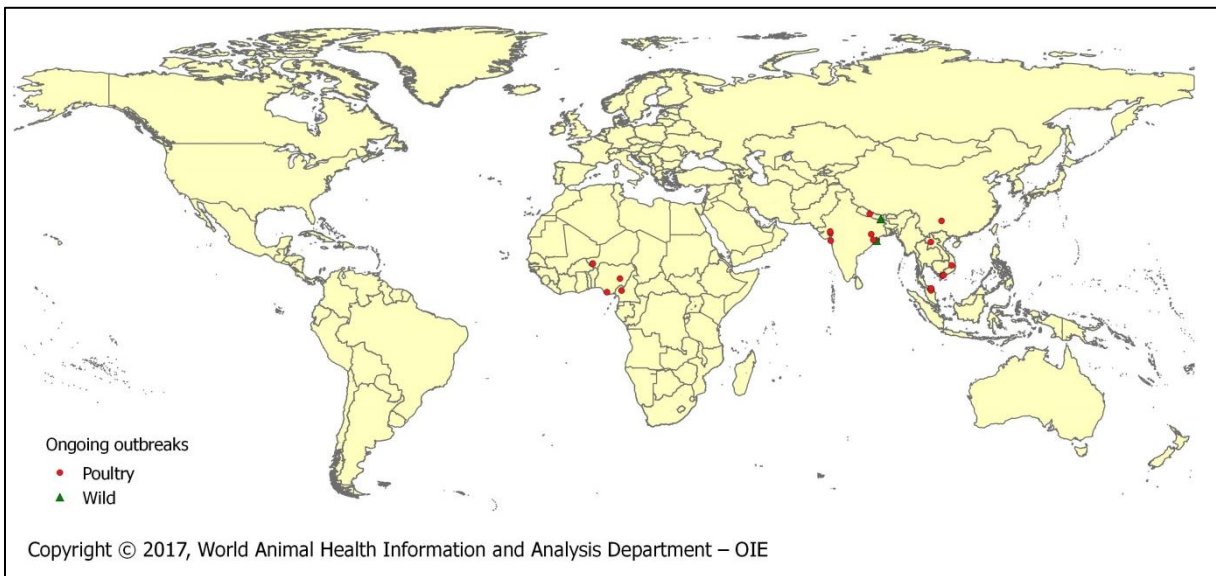 Ongoing outbreaks
Poultry
Wild
Copyright © 2017, World Animal Health Information and Analysis Department – OIE